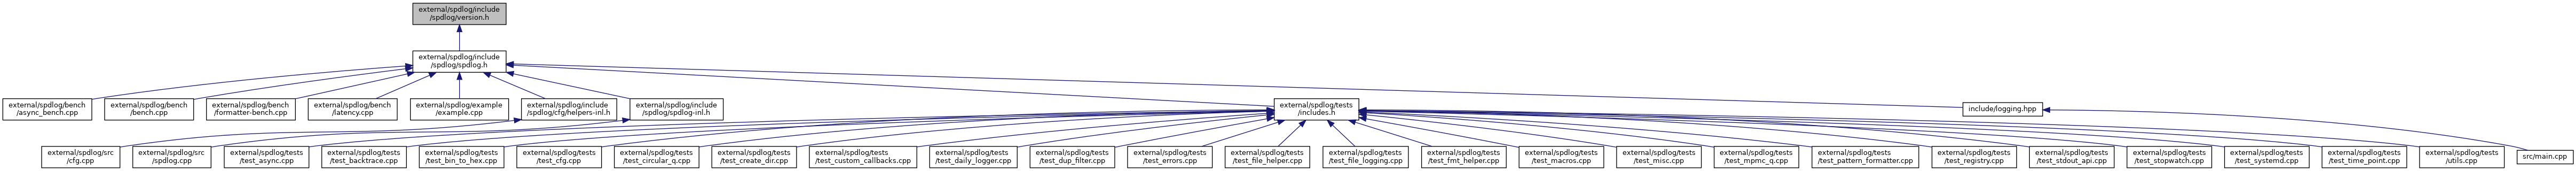 external/spdlog/include
/spdlog/version.h
external/spdlog/include
/spdlog/spdlog.h
external/spdlog/bench
/async_bench.cpp
external/spdlog/bench
/bench.cpp
external/spdlog/bench
/formatter-bench.cpp
external/spdlog/bench
/latency.cpp
external/spdlog/example
/example.cpp
external/spdlog/include
/spdlog/cfg/helpers-inl.h
external/spdlog/include
/spdlog/spdlog-inl.h
external/spdlog/tests
/includes.h
include/logging.hpp
external/spdlog/src
/cfg.cpp
external/spdlog/src
/spdlog.cpp
external/spdlog/tests
/test_async.cpp
external/spdlog/tests
/test_backtrace.cpp
external/spdlog/tests
/test_bin_to_hex.cpp
external/spdlog/tests
/test_cfg.cpp
external/spdlog/tests
/test_circular_q.cpp
external/spdlog/tests
/test_create_dir.cpp
external/spdlog/tests
/test_custom_callbacks.cpp
external/spdlog/tests
/test_daily_logger.cpp
external/spdlog/tests
/test_dup_filter.cpp
external/spdlog/tests
/test_errors.cpp
external/spdlog/tests
/test_file_helper.cpp
external/spdlog/tests
/test_file_logging.cpp
external/spdlog/tests
/test_fmt_helper.cpp
external/spdlog/tests
/test_macros.cpp
external/spdlog/tests
/test_misc.cpp
external/spdlog/tests
/test_mpmc_q.cpp
external/spdlog/tests
/test_pattern_formatter.cpp
external/spdlog/tests
/test_registry.cpp
external/spdlog/tests
/test_stdout_api.cpp
external/spdlog/tests
/test_stopwatch.cpp
external/spdlog/tests
/test_systemd.cpp
external/spdlog/tests
/test_time_point.cpp
external/spdlog/tests
/utils.cpp
src/main.cpp